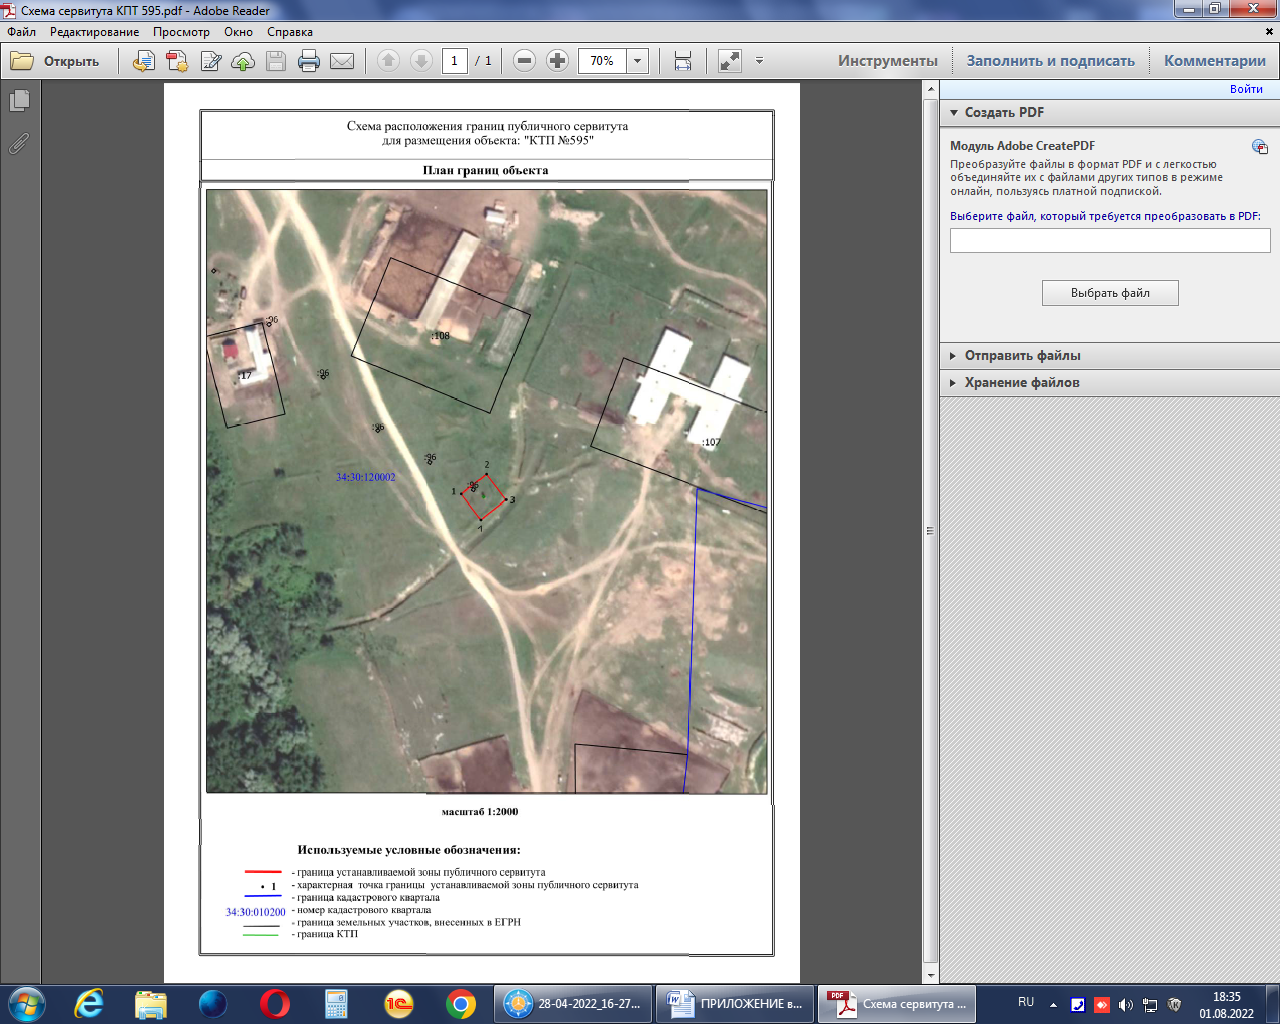 Схема сервитута КПТ 595.pdf - Adobe Reader
Файл Редактирование Просмотр Окно Справка
Открыть 1 / 1 70% Инструменты Заполнить и подписать Комментарии
Войти
Создать PDF
Модуль Adobe CreatePDF
Преобразуйте файлы в формат PDF и с легкостью
объединяйте их с файлами других типов в режиме
онлайн, пользуясь платной подпиской.
Выберите файл, который требуется преобразовать в PDF:
Выбрать файл
Отправить файлы
Хранение файлов
Схема расположения границ публичного сервитута
для размещения объекта: "КТП №595"
План границ объекта
:96
:108
:17
:96
:96
:107
:96
34:30:120002
2
:96
1
3
масштаб 1:2000
Используемые условные обозначения:
- граница устанавливаемой зоны публичного сервитута
• 1 - характерная точка границы устанавливаемой зоны публичного сервитута
- граница кадастрового квартала
34:30:010200 - номер кадастрового квартала
- граница земельных участков, внесенных в ЕГРН
- граница КТП
28-04-2022_16-27... ПРИЛОЖЕНИЕ в... Схема сервитута ... RU 18:35
01.08.2022